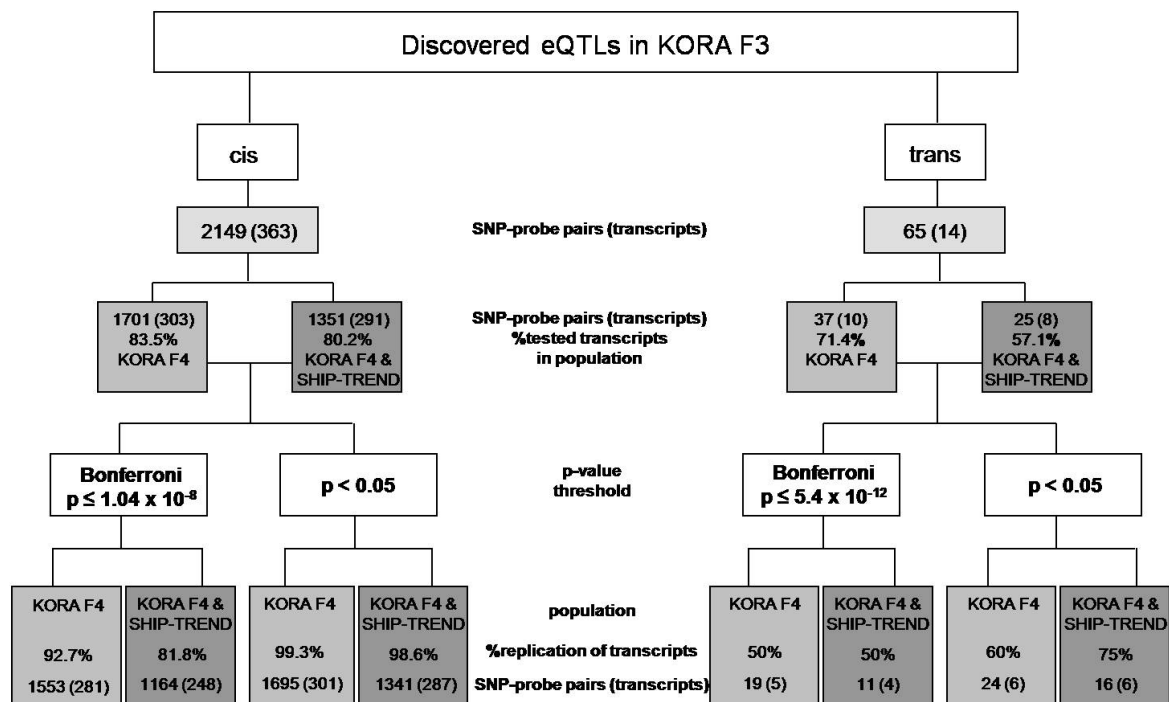 Discovered eQTLs in KORA F3
cis
trans
2149 (363)
SNP-probe pairs (transcripts)
65 (14)
1701 (303)
83.5%
KORA F4
1351 (291)
80.2%
KORA F4 &
SHIP-TREND
SNP-probe pairs (transcripts)
%tested transcripts
in population
37 (10)
71.4%
KORA F4
25 (8)
57.1%
KORA F4 &
SHIP-TREND
Bonferroni
p ≤ 1.04 x 10⁻⁸
p < 0.05
p-value
threshold
Bonferroni
p ≤ 5.4 x 10⁻¹²
p < 0.05
KORA F4
92.7%
1553 (281)
KORA F4 &
SHIP-TREND
81.8%
1164 (248)
KORA F4
99.3%
1695 (301)
KORA F4 &
SHIP-TREND
98.6%
1341 (287)
population
%replication of transcripts
SNP-probe pairs (transcripts)
KORA F4
50%
19 (5)
KORA F4 &
SHIP-TREND
50%
11 (4)
KORA F4
60%
24 (6)
KORA F4 &
SHIP-TREND
75%
16 (6)